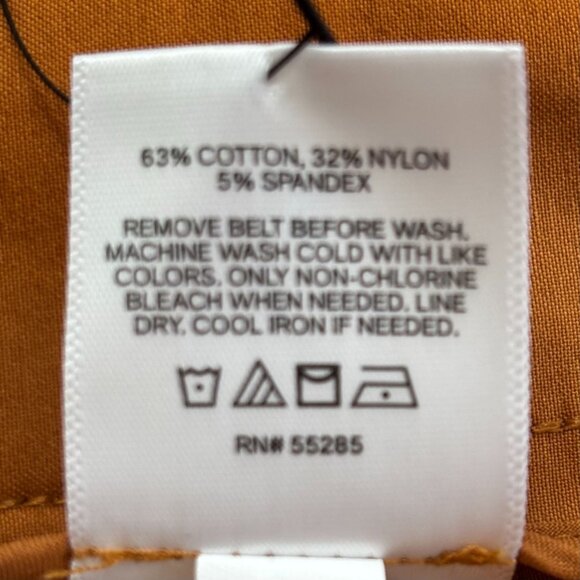 63% COTTON, 32% NYLON
5% SPANDEX
REMOVE BELT BEFORE WASH.
MACHINE WASH COLD WITH LIKE
COLORS. ONLY NON-CHLORINE
BLEACH WHEN NEEDED. LINE
DRY. COOL IRON IF NEEDED.
RN# 55285